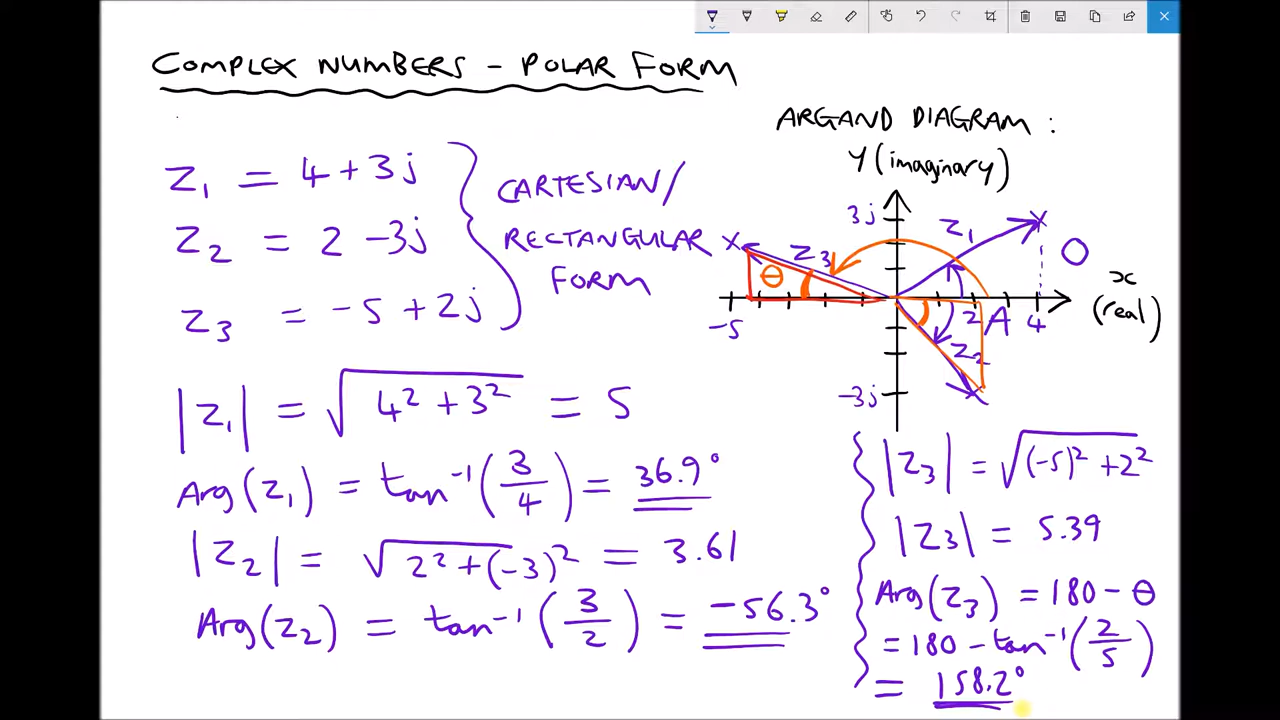 COMPLEX NUMBERS - POLAR FORM
z₁ = 4 + 3j
z₂ = 2 - 3j
z₃ = -5 + 2j
CARTESIAN/
RECTANGULAR
FORM
|z₁| = √(4² + 3²) = 5
Arg(z₁) = tan⁻¹(3/4) = 36.9°
|z₂| = √(2² + (-3)²) = 3.61
Arg(z₂) = tan⁻¹(3/2) = -56.3°
ARGAND DIAGRAM :
Y (imaginary)
3j
z₁
O
X
z₃
θ
x
(real)
-5
2
A
4
z₂
-3j
|z₃| = √((-5)² + 2²)
|z₃| = 5.39
Arg(z₃) = 180 - θ
= 180 - tan⁻¹(2/5)
= 158.2°